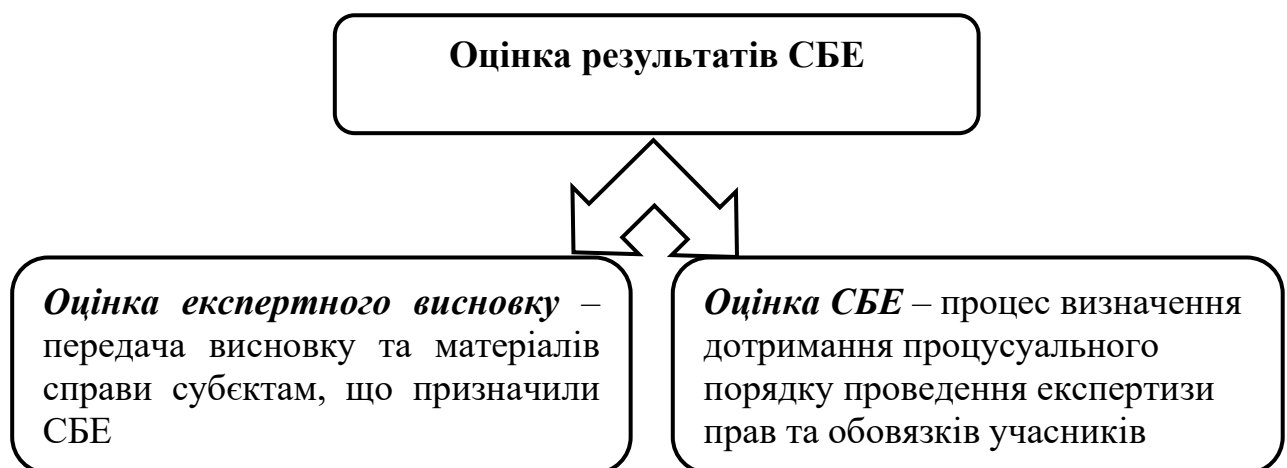 Оцінка результатів СБЕ
Оцінка експертного висновку –
передача висновку та матеріалів
справи субєктам, що призначили
СБЕ
Оцінка СБЕ – процес визначення
дотримання процусуального
порядку проведення експертизи
прав та обовязків учасників